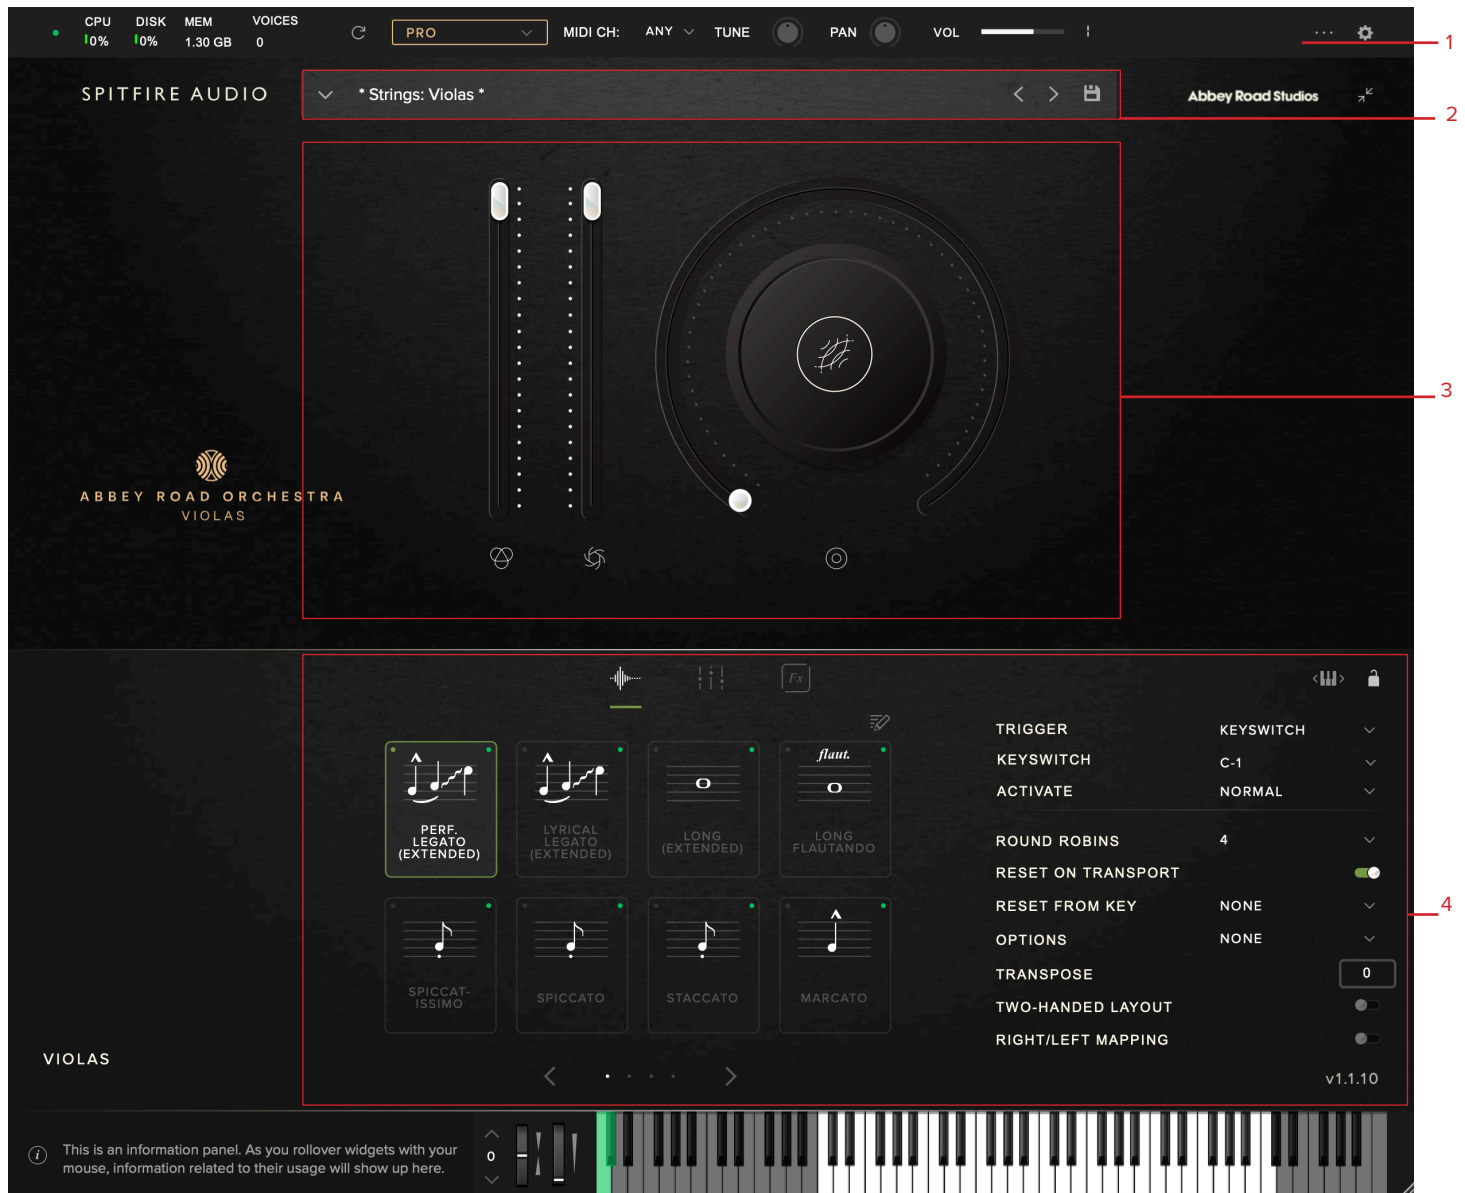 CPU DISK MEM VOICES
0% 0% 1.30 GB 0
PRO
MIDI CH: ANY TUNE PAN VOL
1
SPITFIRE AUDIO
* Strings: Violas *
Abbey Road Studios
2
3
ABBEY ROAD ORCHESTRA
VIOLAS
Fx
TRIGGER KEYSWITCH
KEYSWITCH C-1
ACTIVATE NORMAL
flaut.
PERF.
LEGATO
(EXTENDED)
LYRICAL
LEGATO
(EXTENDED)
LONG
(EXTENDED)
LONG
FLAUTANDO
ROUND ROBINS 4
RESET ON TRANSPORT
RESET FROM KEY NONE
OPTIONS NONE
TRANSPOSE 0
TWO-HANDED LAYOUT
RIGHT/LEFT MAPPING
4
SPICCAT-
ISSIMO
SPICCATO
STACCATO
MARCATO
VIOLAS
v1.1.10
This is an information panel. As you rollover widgets with your
mouse, information related to their usage will show up here.
0